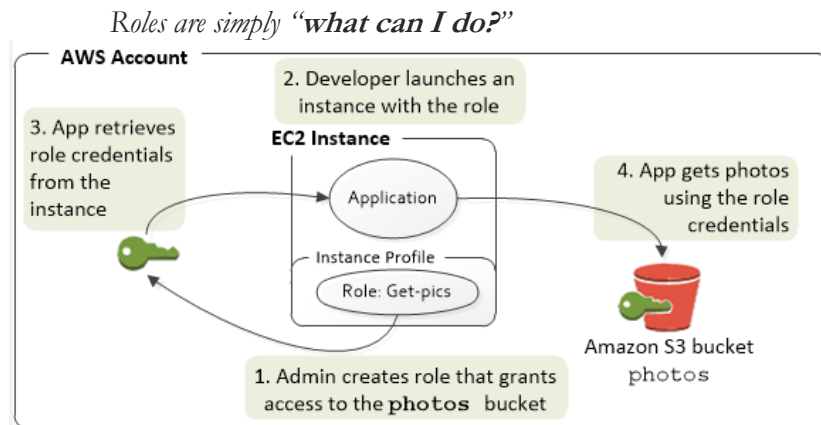 Roles are simply “what can I do?”
AWS Account
2. Developer launches an
instance with the role
3. App retrieves
role credentials
from the
instance
EC2 Instance
Application
4. App gets photos
using the role
credentials
Instance Profile
Role: Get-pics
Amazon S3 bucket
photos
1. Admin creates role that grants
access to the photos bucket